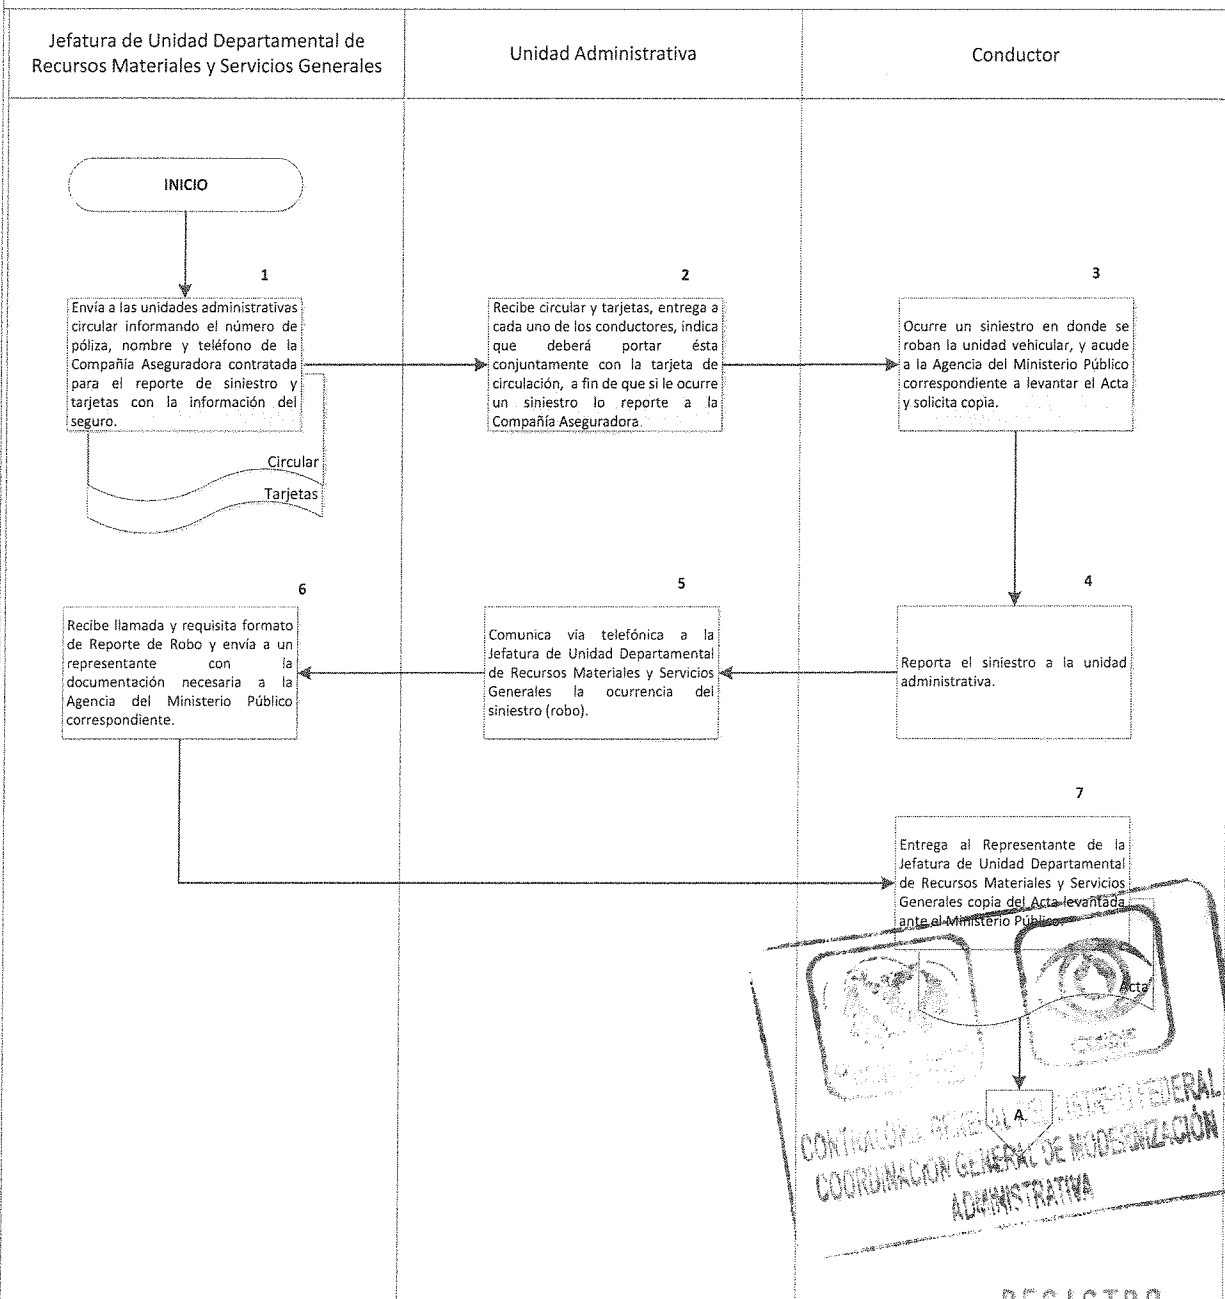 Jefatura de Unidad Departamental de
Recursos Materiales y Servicios Generales
Unidad Administrativa
Conductor
INICIO
1
Envía a las unidades administrativas
circular informando el número de
póliza, nombre y teléfono de la
Compañía Aseguradora contratada
para el reporte de siniestro y
tarjetas con la información del
seguro.
Circular
Tarjetas
2
Recibe circular y tarjetas, entrega a
cada uno de los conductores, indica
que deberá portar ésta
conjuntamente con la tarjeta de
circulación, a fin de que si le ocurre
un siniestro lo reporte a la
Compañía Aseguradora.
3
Ocurre un siniestro en donde se
roban la unidad vehicular, y acude
a la Agencia del Ministerio Público
correspondiente a levantar el Acta
y solicita copia.
4
Reporta el siniestro a la unidad
administrativa.
5
Comunica vía telefónica a la
Jefatura de Unidad Departamental
de Recursos Materiales y Servicios
Generales la ocurrencia del
siniestro (robo).
6
Recibe llamada y requisita formato
de Reporte de Robo y envía a un
representante con la
documentación necesaria a la
Agencia del Ministerio Público
correspondiente.
7
Entrega al Representante de la
Jefatura de Unidad Departamental
de Recursos Materiales y Servicios
Generales copia del Acta levantada
ante el Ministerio Público.
Acta
A
CONTRALORÍA GENERAL DEL DISTRITO FEDERAL
COORDINACIÓN GENERAL DE MODERNIZACIÓN
ADMINISTRATIVA
REGISTRO